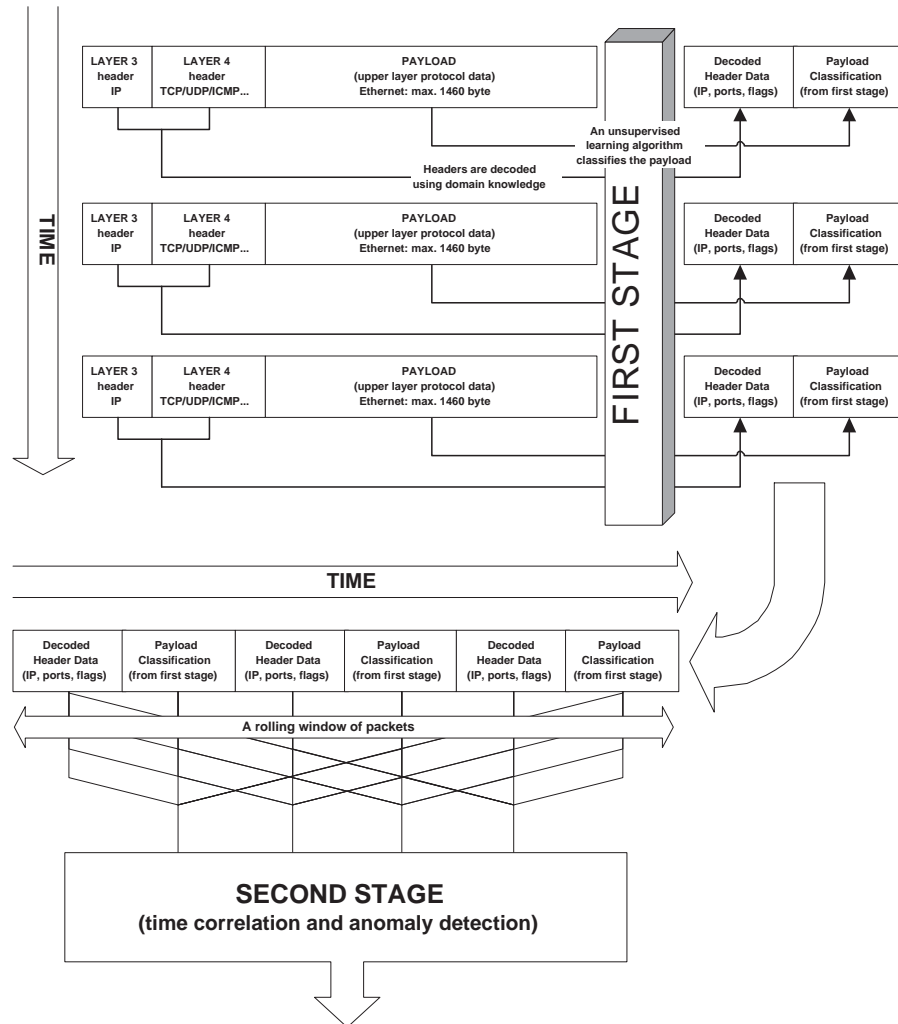 LAYER 3
header
IP
LAYER 4
header
TCP/UDP/ICMP...
PAYLOAD
(upper layer protocol data)
Ethernet: max. 1460 byte
Decoded
Header Data
(IP, ports, flags)
Payload
Classification
(from first stage)
An unsupervised
learning algorithm
classifies the payload
Headers are decoded
using domain knowledge
TIME
LAYER 3
header
IP
LAYER 4
header
TCP/UDP/ICMP...
PAYLOAD
(upper layer protocol data)
Ethernet: max. 1460 byte
FIRST STAGE
Decoded
Header Data
(IP, ports, flags)
Payload
Classification
(from first stage)
LAYER 3
header
IP
LAYER 4
header
TCP/UDP/ICMP...
PAYLOAD
(upper layer protocol data)
Ethernet: max. 1460 byte
Decoded
Header Data
(IP, ports, flags)
Payload
Classification
(from first stage)
TIME
Decoded
Header Data
(IP, ports, flags)
Payload
Classification
(from first stage)
Decoded
Header Data
(IP, ports, flags)
Payload
Classification
(from first stage)
Decoded
Header Data
(IP, ports, flags)
Payload
Classification
(from first stage)
A rolling window of packets
SECOND STAGE
(time correlation and anomaly detection)